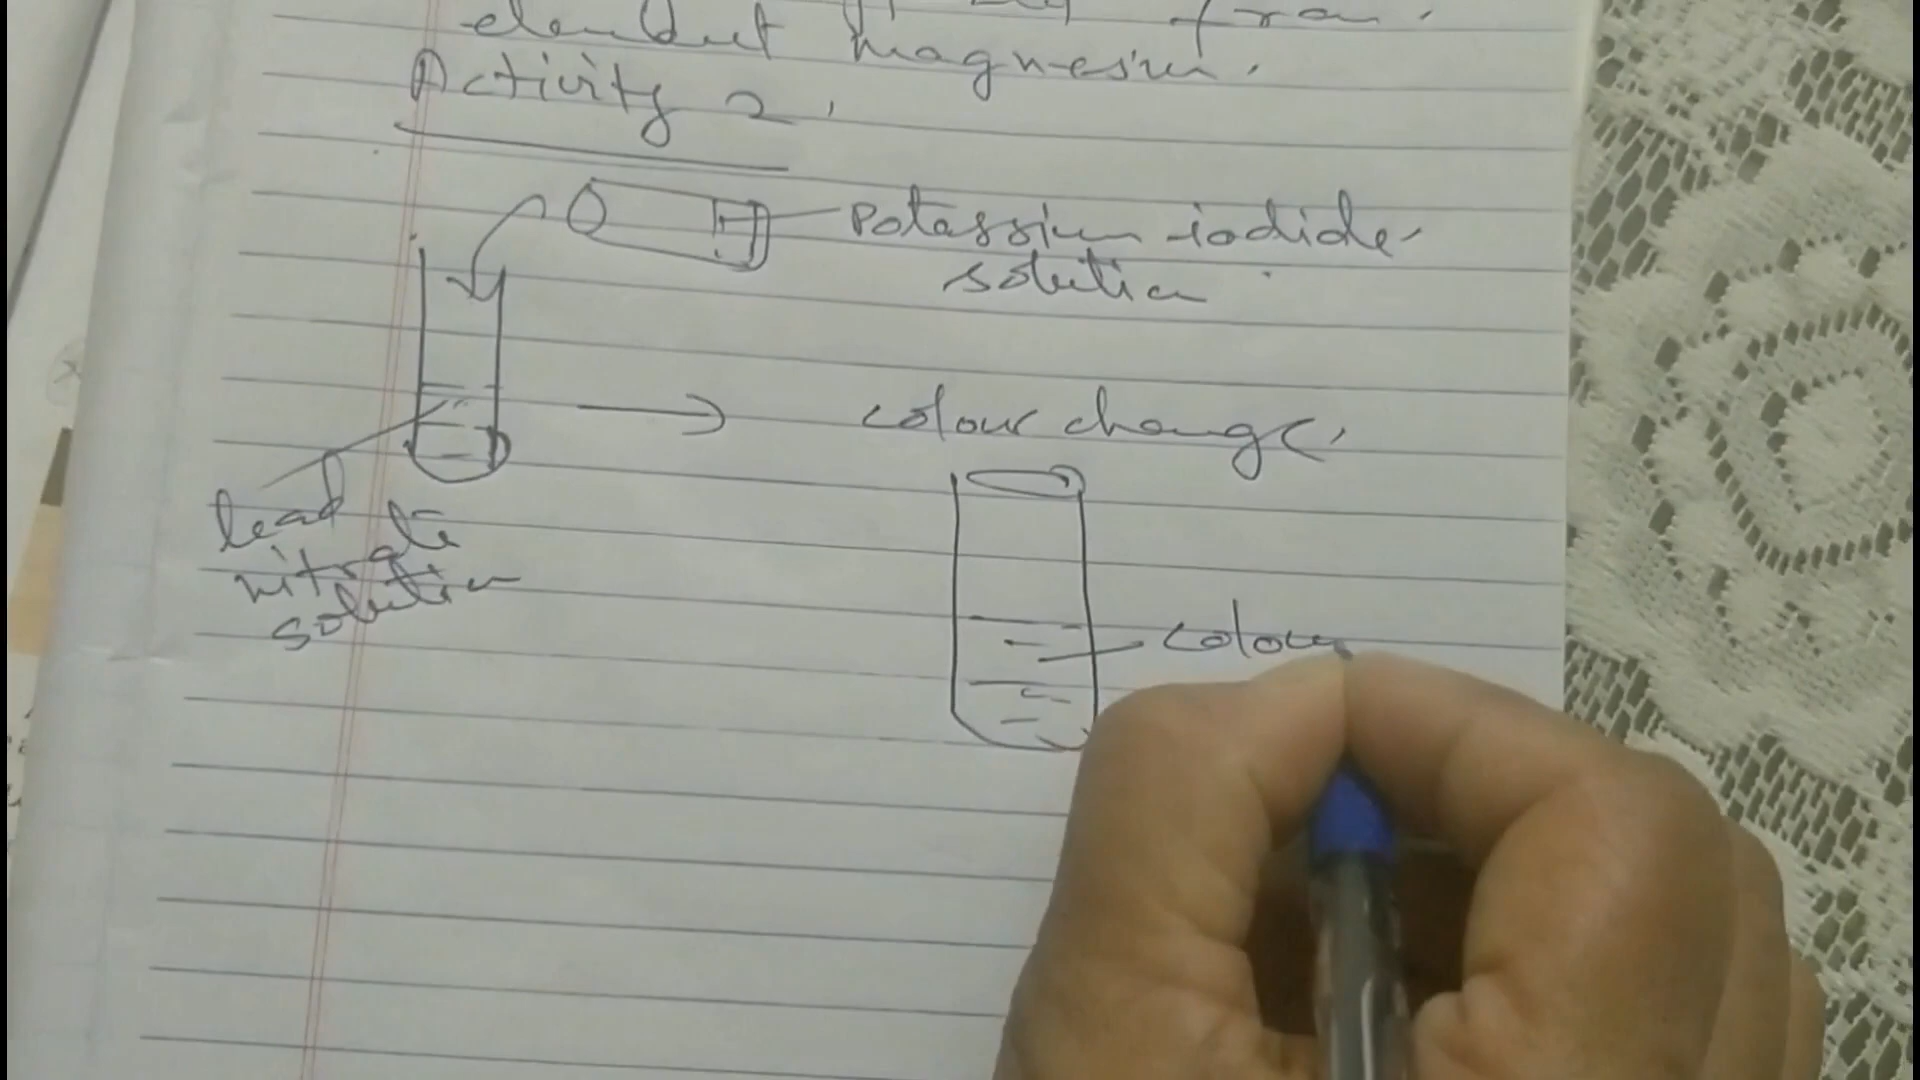 element magnesium.
Activity 2.
Potassium iodide
solution
colour change,
lead
nitrate
solution
colour